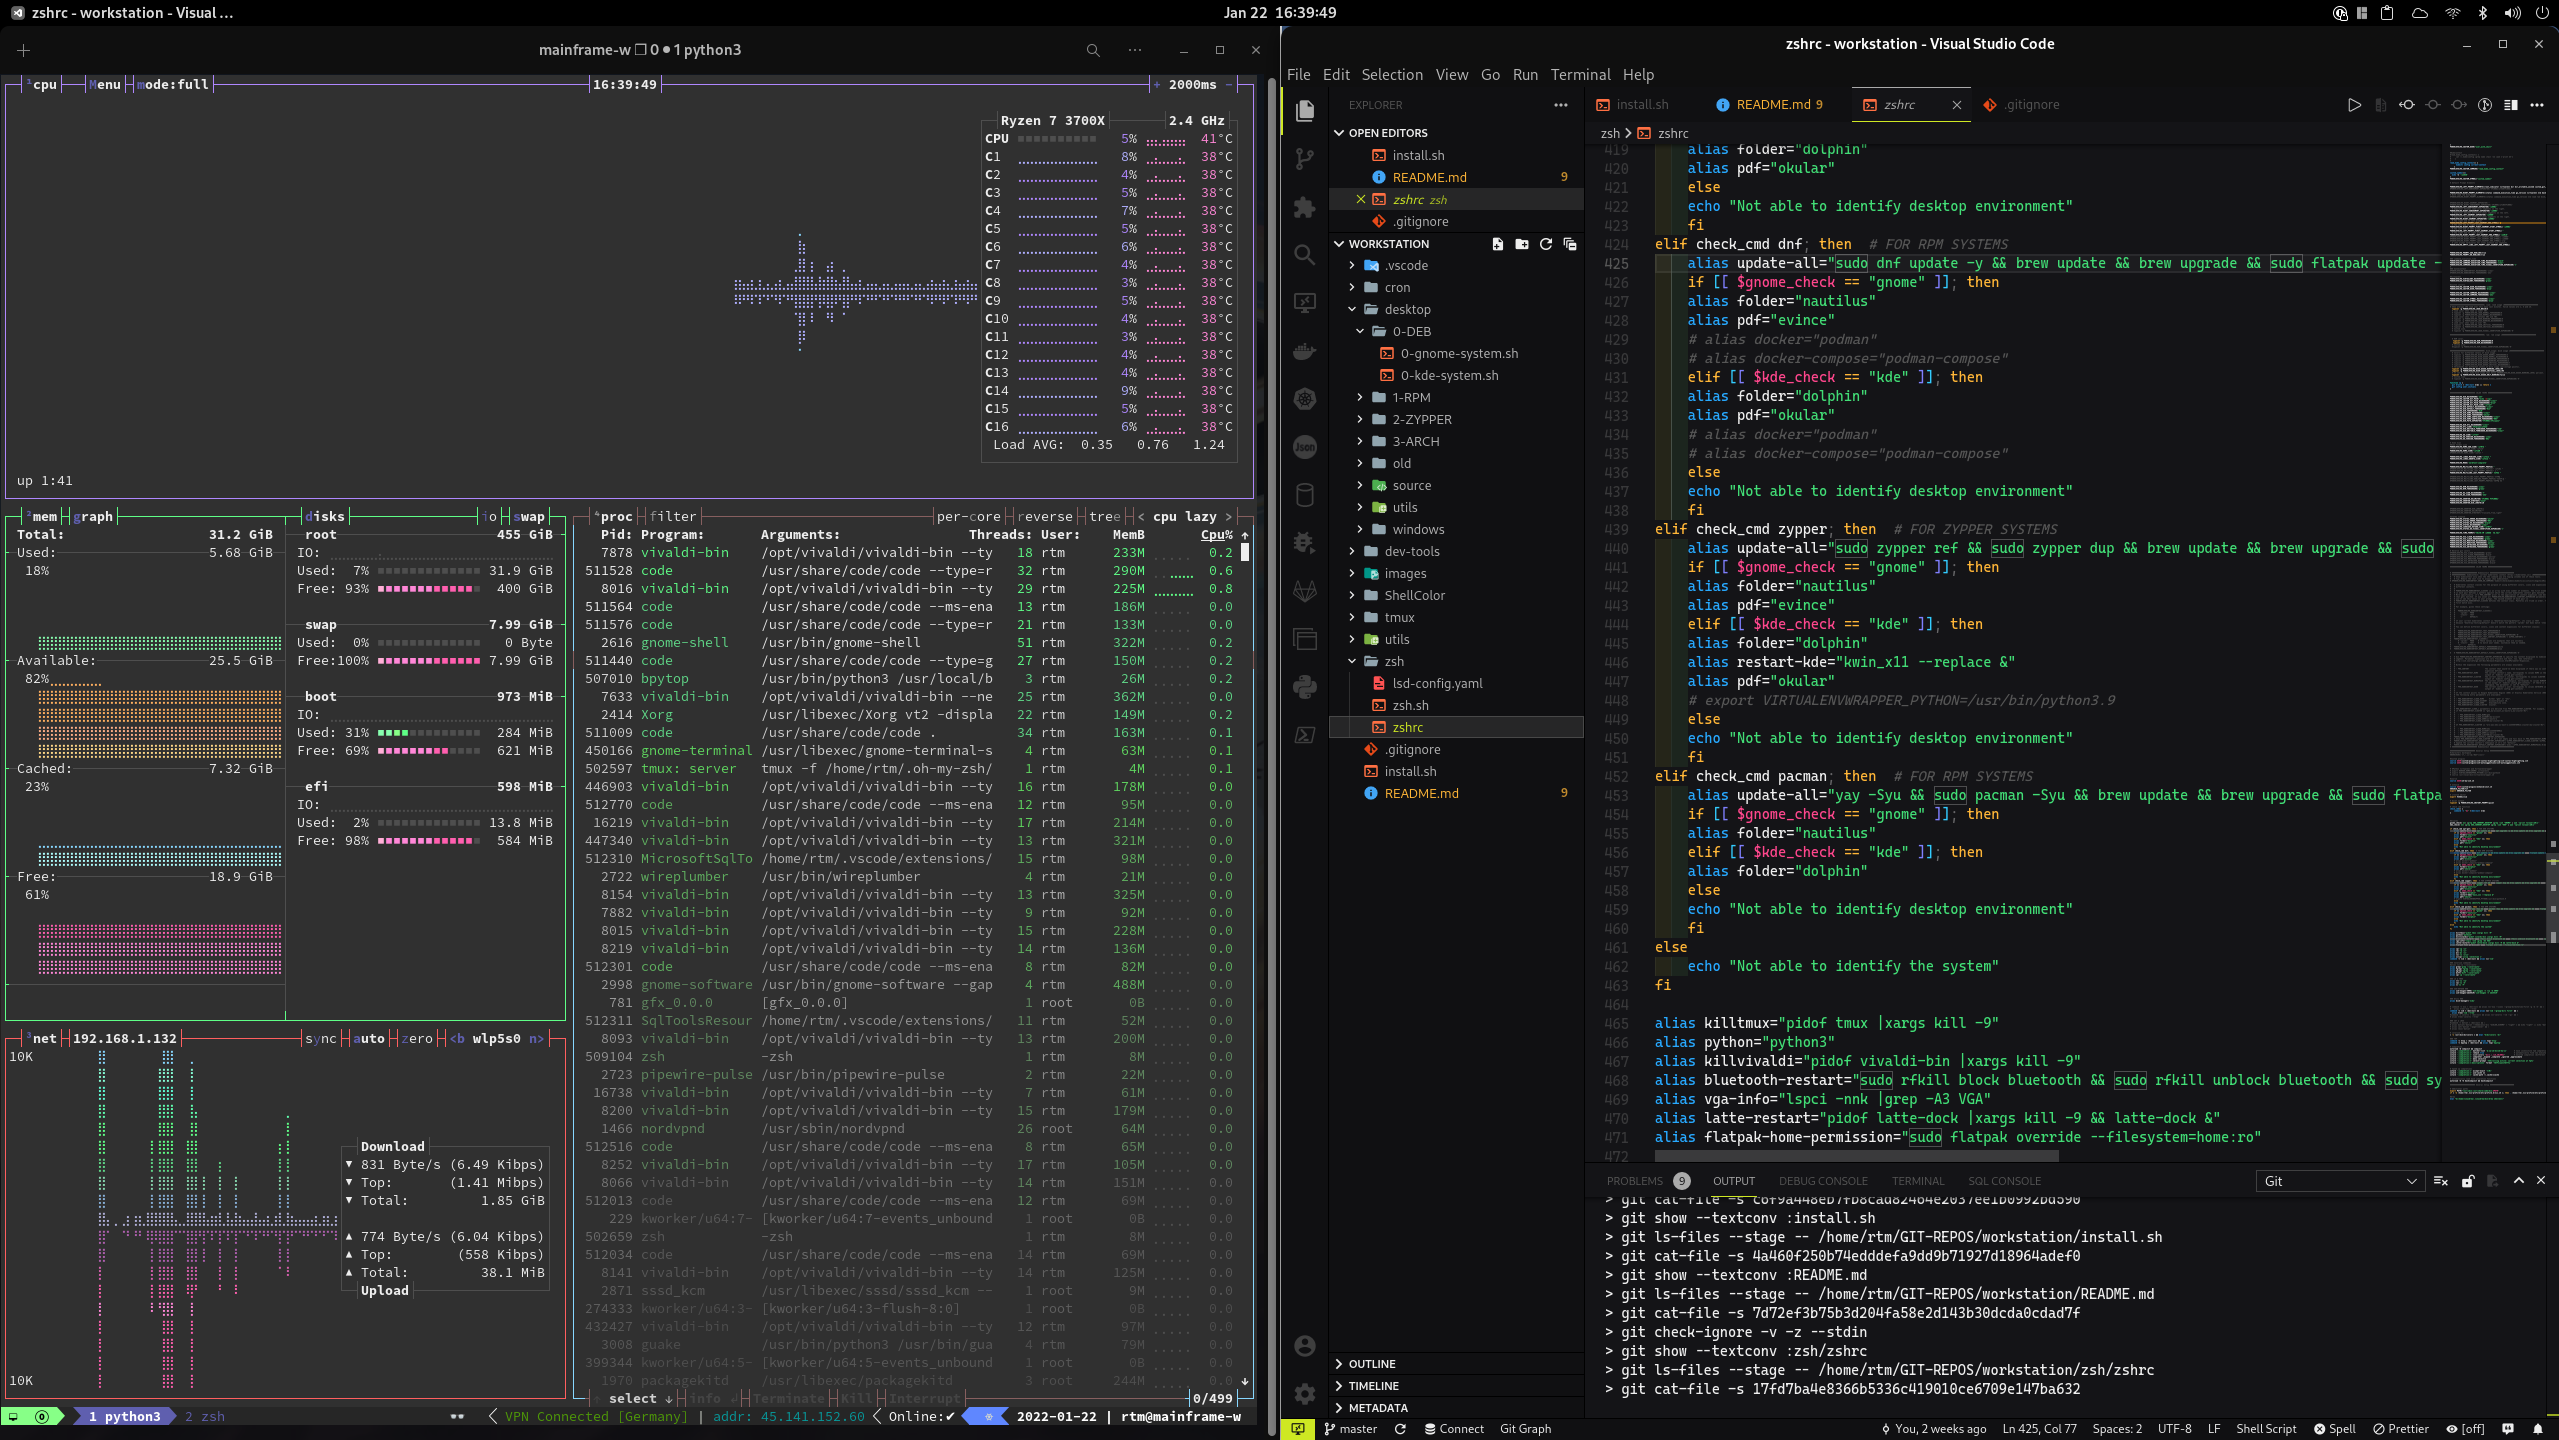 zshrc - workstation - Visual ...
Jan 22 16:39:49
mainframe-w ❐ 0 ● 1 python3
¹cpu Menu mode:full 16:39:49 + 2000ms -
Ryzen 7 3700X 2.4 GHz
CPU 5% 41°C
C1 8% 38°C
C2 4% 38°C
C3 5% 38°C
C4 7% 38°C
C5 5% 38°C
C6 6% 38°C
C7 4% 38°C
C8 3% 38°C
C9 5% 38°C
C10 4% 38°C
C11 3% 38°C
C12 4% 38°C
C13 4% 38°C
C14 9% 38°C
C15 5% 38°C
C16 6% 38°C
Load AVG: 0.35 0.76 1.24
up 1:41
²mem graph disks io swap
Total: 31.2 GiB
Used: 5.68 GiB
18%
Available: 25.5 GiB
82%
Cached: 7.32 GiB
23%
Free: 18.9 GiB
61%
root 455 GiB
IO:
Used: 7% 31.9 GiB
Free: 93% 400 GiB
swap 7.99 GiB
Used: 0% 0 Byte
Free:100% 7.99 GiB
boot 973 MiB
IO:
Used: 31% 284 MiB
Free: 69% 621 MiB
efi 598 MiB
IO:
Used: 2% 13.8 MiB
Free: 98% 584 MiB
³net 192.168.1.132 sync auto zero <b wlp5s0 n>
10K
Download
▼ 831 Byte/s (6.49 Kibps)
▼ Top: (1.41 Mibps)
▼ Total: 1.85 GiB
▲ 774 Byte/s (6.04 Kibps)
▲ Top: (558 Kibps)
▲ Total: 38.1 MiB
Upload
10K
⁴proc filter per-core reverse tree < cpu lazy >
Pid: Program: Arguments: Threads: User: MemB Cpu% ↑
7878 vivaldi-bin /opt/vivaldi/vivaldi-bin --ty 18 rtm 233M 0.2
511528 code /usr/share/code/code --type=r 32 rtm 290M 0.6
8016 vivaldi-bin /opt/vivaldi/vivaldi-bin --ty 29 rtm 225M 0.8
511564 code /usr/share/code/code --ms-ena 13 rtm 186M 0.0
511576 code /usr/share/code/code --type=r 21 rtm 133M 0.0
2616 gnome-shell /usr/bin/gnome-shell 51 rtm 322M 0.2
511440 code /usr/share/code/code --type=g 27 rtm 150M 0.2
507010 bpytop /usr/bin/python3 /usr/local/b 3 rtm 26M 0.2
7633 vivaldi-bin /opt/vivaldi/vivaldi-bin --ne 25 rtm 362M 0.0
2414 Xorg /usr/libexec/Xorg vt2 -displa 22 rtm 149M 0.2
511009 code /usr/share/code/code . 34 rtm 163M 0.1
450166 gnome-terminal /usr/libexec/gnome-terminal-s 4 rtm 63M 0.1
502597 tmux: server tmux -f /home/rtm/.oh-my-zsh/ 1 rtm 4M 0.1
446903 vivaldi-bin /opt/vivaldi/vivaldi-bin --ty 16 rtm 178M 0.0
512770 code /usr/share/code/code --ms-ena 12 rtm 95M 0.0
16219 vivaldi-bin /opt/vivaldi/vivaldi-bin --ty 17 rtm 214M 0.0
447340 vivaldi-bin /opt/vivaldi/vivaldi-bin --ty 13 rtm 321M 0.0
512310 MicrosoftSqlTo /home/rtm/.vscode/extensions/ 15 rtm 98M 0.0
2722 wireplumber /usr/bin/wireplumber 4 rtm 21M 0.0
8154 vivaldi-bin /opt/vivaldi/vivaldi-bin --ty 13 rtm 325M 0.0
7882 vivaldi-bin /opt/vivaldi/vivaldi-bin --ty 9 rtm 92M 0.0
8015 vivaldi-bin /opt/vivaldi/vivaldi-bin --ty 15 rtm 228M 0.0
8219 vivaldi-bin /opt/vivaldi/vivaldi-bin --ty 14 rtm 136M 0.0
512301 code /usr/share/code/code --ms-ena 8 rtm 82M 0.0
2998 gnome-software /usr/bin/gnome-software --gap 4 rtm 488M 0.0
781 gfx_0.0.0 [gfx_0.0.0] 1 root 0B 0.0
512311 SqlToolsResour /home/rtm/.vscode/extensions/ 11 rtm 52M 0.0
8093 vivaldi-bin /opt/vivaldi/vivaldi-bin --ty 13 rtm 200M 0.0
509104 zsh -zsh 1 rtm 8M 0.0
2723 pipewire-pulse /usr/bin/pipewire-pulse 2 rtm 22M 0.0
16738 vivaldi-bin /opt/vivaldi/vivaldi-bin --ty 7 rtm 61M 0.0
8200 vivaldi-bin /opt/vivaldi/vivaldi-bin --ty 15 rtm 179M 0.0
1466 nordvpnd /usr/sbin/nordvpnd 26 root 64M 0.0
512516 code /usr/share/code/code --ms-ena 8 rtm 65M 0.0
8252 vivaldi-bin /opt/vivaldi/vivaldi-bin --ty 17 rtm 105M 0.0
8066 vivaldi-bin /opt/vivaldi/vivaldi-bin --ty 14 rtm 151M 0.0
512013 code /usr/share/code/code --ms-ena 12 rtm 69M 0.0
229 kworker/u64:7- [kworker/u64:7-events_unbound 1 root 0B 0.0
502659 zsh -zsh 1 rtm 8M 0.0
512034 code /usr/share/code/code --ms-ena 14 rtm 69M 0.0
8141 vivaldi-bin /opt/vivaldi/vivaldi-bin --ty 14 rtm 125M 0.0
2871 sssd_kcm /usr/libexec/sssd/sssd_kcm -- 1 root 9M 0.0
274333 kworker/u64:3- [kworker/u64:3-flush-8:0] 1 root 0B 0.0
432427 vivaldi-bin /opt/vivaldi/vivaldi-bin --ty 12 rtm 97M 0.0
3008 guake /usr/bin/python3 /usr/bin/gua 4 rtm 79M 0.0
399344 kworker/u64:5- [kworker/u64:5-events_unbound 1 root 0B 0.0
1970 packagekitd /usr/libexec/packagekitd 3 root 244M 0.0 ↓
↑ select ↓ info ↲ Terminate Kill Interrupt 0/499
1 python3 2 zsh VPN Connected [Germany] | addr: 45.141.152.60 Online:✔ 2022-01-22 | rtm@mainframe-w
zshrc - workstation - Visual Studio Code
File Edit Selection View Go Run Terminal Help
EXPLORER
OPEN EDITORS
install.sh
README.md 9
zshrc zsh
.gitignore
WORKSTATION
.vscode
cron
desktop
0-DEB
0-gnome-system.sh
0-kde-system.sh
1-RPM
2-ZYPPER
3-ARCH
old
source
utils
windows
dev-tools
images
ShellColor
tmux
utils
zsh
lsd-config.yaml
zsh.sh
zshrc
.gitignore
install.sh
README.md 9
OUTLINE
TIMELINE
METADATA
install.sh README.md 9 zshrc .gitignore
zsh > zshrc
419 alias folder="dolphin"
420 alias pdf="okular"
421 else
422 echo "Not able to identify desktop environment"
423 fi
424 elif check_cmd dnf; then # FOR RPM SYSTEMS
425 alias update-all="sudo dnf update -y && brew update && brew upgrade && sudo flatpak update -
426 if [[ $gnome_check == "gnome" ]]; then
427 alias folder="nautilus"
428 alias pdf="evince"
429 # alias docker="podman"
430 # alias docker-compose="podman-compose"
431 elif [[ $kde_check == "kde" ]]; then
432 alias folder="dolphin"
433 alias pdf="okular"
434 # alias docker="podman"
435 # alias docker-compose="podman-compose"
436 else
437 echo "Not able to identify desktop environment"
438 fi
439 elif check_cmd zypper; then # FOR ZYPPER SYSTEMS
440 alias update-all="sudo zypper ref && sudo zypper dup && brew update && brew upgrade && sudo
441 if [[ $gnome_check == "gnome" ]]; then
442 alias folder="nautilus"
443 alias pdf="evince"
444 elif [[ $kde_check == "kde" ]]; then
445 alias folder="dolphin"
446 alias restart-kde="kwin_x11 --replace &"
447 alias pdf="okular"
448 # export VIRTUALENVWRAPPER_PYTHON=/usr/bin/python3.9
449 else
450 echo "Not able to identify desktop environment"
451 fi
452 elif check_cmd pacman; then # FOR RPM SYSTEMS
453 alias update-all="yay -Syu && sudo pacman -Syu && brew update && brew upgrade && sudo flatpa
454 if [[ $gnome_check == "gnome" ]]; then
455 alias folder="nautilus"
456 elif [[ $kde_check == "kde" ]]; then
457 alias folder="dolphin"
458 else
459 echo "Not able to identify desktop environment"
460 fi
461 else
462 echo "Not able to identify the system"
463 fi
464
465 alias killtmux="pidof tmux |xargs kill -9"
466 alias python="python3"
467 alias killvivaldi="pidof vivaldi-bin |xargs kill -9"
468 alias bluetooth-restart="sudo rfkill block bluetooth && sudo rfkill unblock bluetooth && sudo sy
469 alias vga-info="lspci -nnk |grep -A3 VGA"
470 alias latte-restart="pidof latte-dock |xargs kill -9 && latte-dock &"
471 alias flatpak-home-permission="sudo flatpak override --filesystem=home:ro"
472
PROBLEMS 9 OUTPUT DEBUG CONSOLE TERMINAL SQL CONSOLE Git
> git show --textconv :install.sh
> git ls-files --stage -- /home/rtm/GIT-REPOS/workstation/install.sh
> git cat-file -s 4a460f250b74edddefa9dd9b71927d18964adef0
> git show --textconv :README.md
> git ls-files --stage -- /home/rtm/GIT-REPOS/workstation/README.md
> git cat-file -s 7d72ef3b75b3d204fa58e2d143b30dcda0cdad7f
> git check-ignore -v -z --stdin
> git show --textconv :zsh/zshrc
> git ls-files --stage -- /home/rtm/GIT-REPOS/workstation/zsh/zshrc
> git cat-file -s 17fd7ba4e8366b5336c419010ce6709e147ba632
master Connect Git Graph You, 2 weeks ago Ln 425, Col 77 Spaces: 2 UTF-8 LF Shell Script Spell Prettier [off]